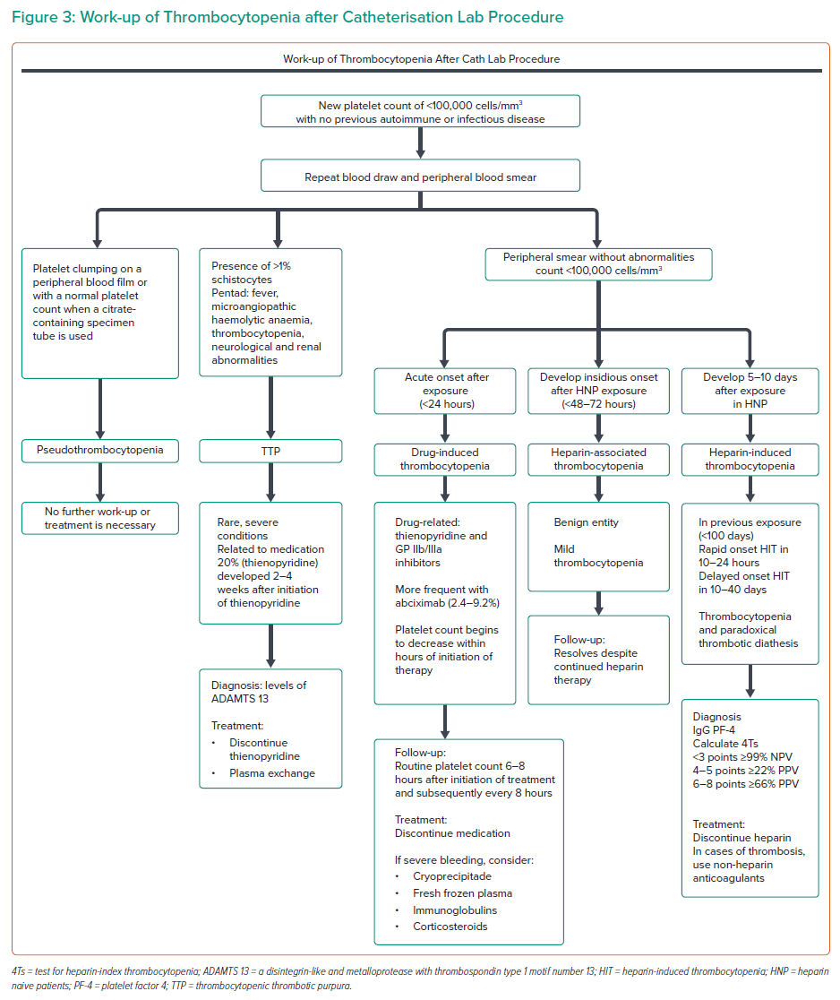 Figure 3: Work-up of Thrombocytopenia after Catheterisation Lab Procedure
Work-up of Thrombocytopenia After Cath Lab Procedure
New platelet count of <100,000 cells/mm³
with no previous autoimmune or infectious disease
Repeat blood draw and peripheral blood smear
Platelet clumping on a
peripheral blood film or
with a normal platelet
count when a citrate-
containing specimen
tube is used
Pseudothrombocytopenia
No further work-up or
treatment is necessary
Presence of >1%
schistocytes
Pentad: fever,
microangiopathic
haemolytic anaemia,
thrombocytopenia,
neurological and renal
abnormalities
TTP
Rare, severe
conditions
Related to medication
20% (thienopyridine)
developed 2–4
weeks after initiation
of thienopyridine
Diagnosis: levels of
ADAMTS 13
Treatment:
• Discontinue
thienopyridine
• Plasma exchange
Peripheral smear without abnormalities
count <100,000 cells/mm³
Acute onset after
exposure
(<24 hours)
Drug-induced
thrombocytopenia
Drug-related:
thienopyridine and
GP IIb/IIIa
inhibitors
More frequent with
abciximab (2.4–9.2%)
Platelet count begins
to decrease within
hours of initiation of
therapy
Follow-up:
Routine platelet count 6–8
hours after initiation of treatment
and subsequently every 8 hours
Treatment:
Discontinue medication
If severe bleeding, consider:
• Cryoprecipitade
• Fresh frozen plasma
• Immunoglobulins
• Corticosteroids
Develop insidious onset
after HNP exposure
(<48–72 hours)
Heparin-associated
thrombocytopenia
Benign entity
Mild
thrombocytopenia
Follow-up:
Resolves despite
continued heparin
therapy
Develop 5–10 days
after exposure
in HNP
Heparin-induced
thrombocytopenia
In previous exposure
(<100 days)
Rapid onset HIT in
10–24 hours
Delayed onset HIT
in 10–40 days
Thrombocytopenia
and paradoxical
thrombotic diathesis
Diagnosis
IgG PF-4
Calculate 4Ts
<3 points ≥99% NPV
4–5 points ≥22% PPV
6–8 points ≥66% PPV
Treatment:
Discontinue heparin
In cases of thrombosis,
use non-heparin
anticoagulants
4Ts = test for heparin-index thrombocytopenia; ADAMTS 13 = a disintegrin-like and metalloprotease with thrombospondin type 1 motif number 13; HIT = heparin-induced thrombocytopenia; HNP = heparin
naive patients; PF-4 = platelet factor 4; TTP = thrombocytopenic thrombotic purpura.